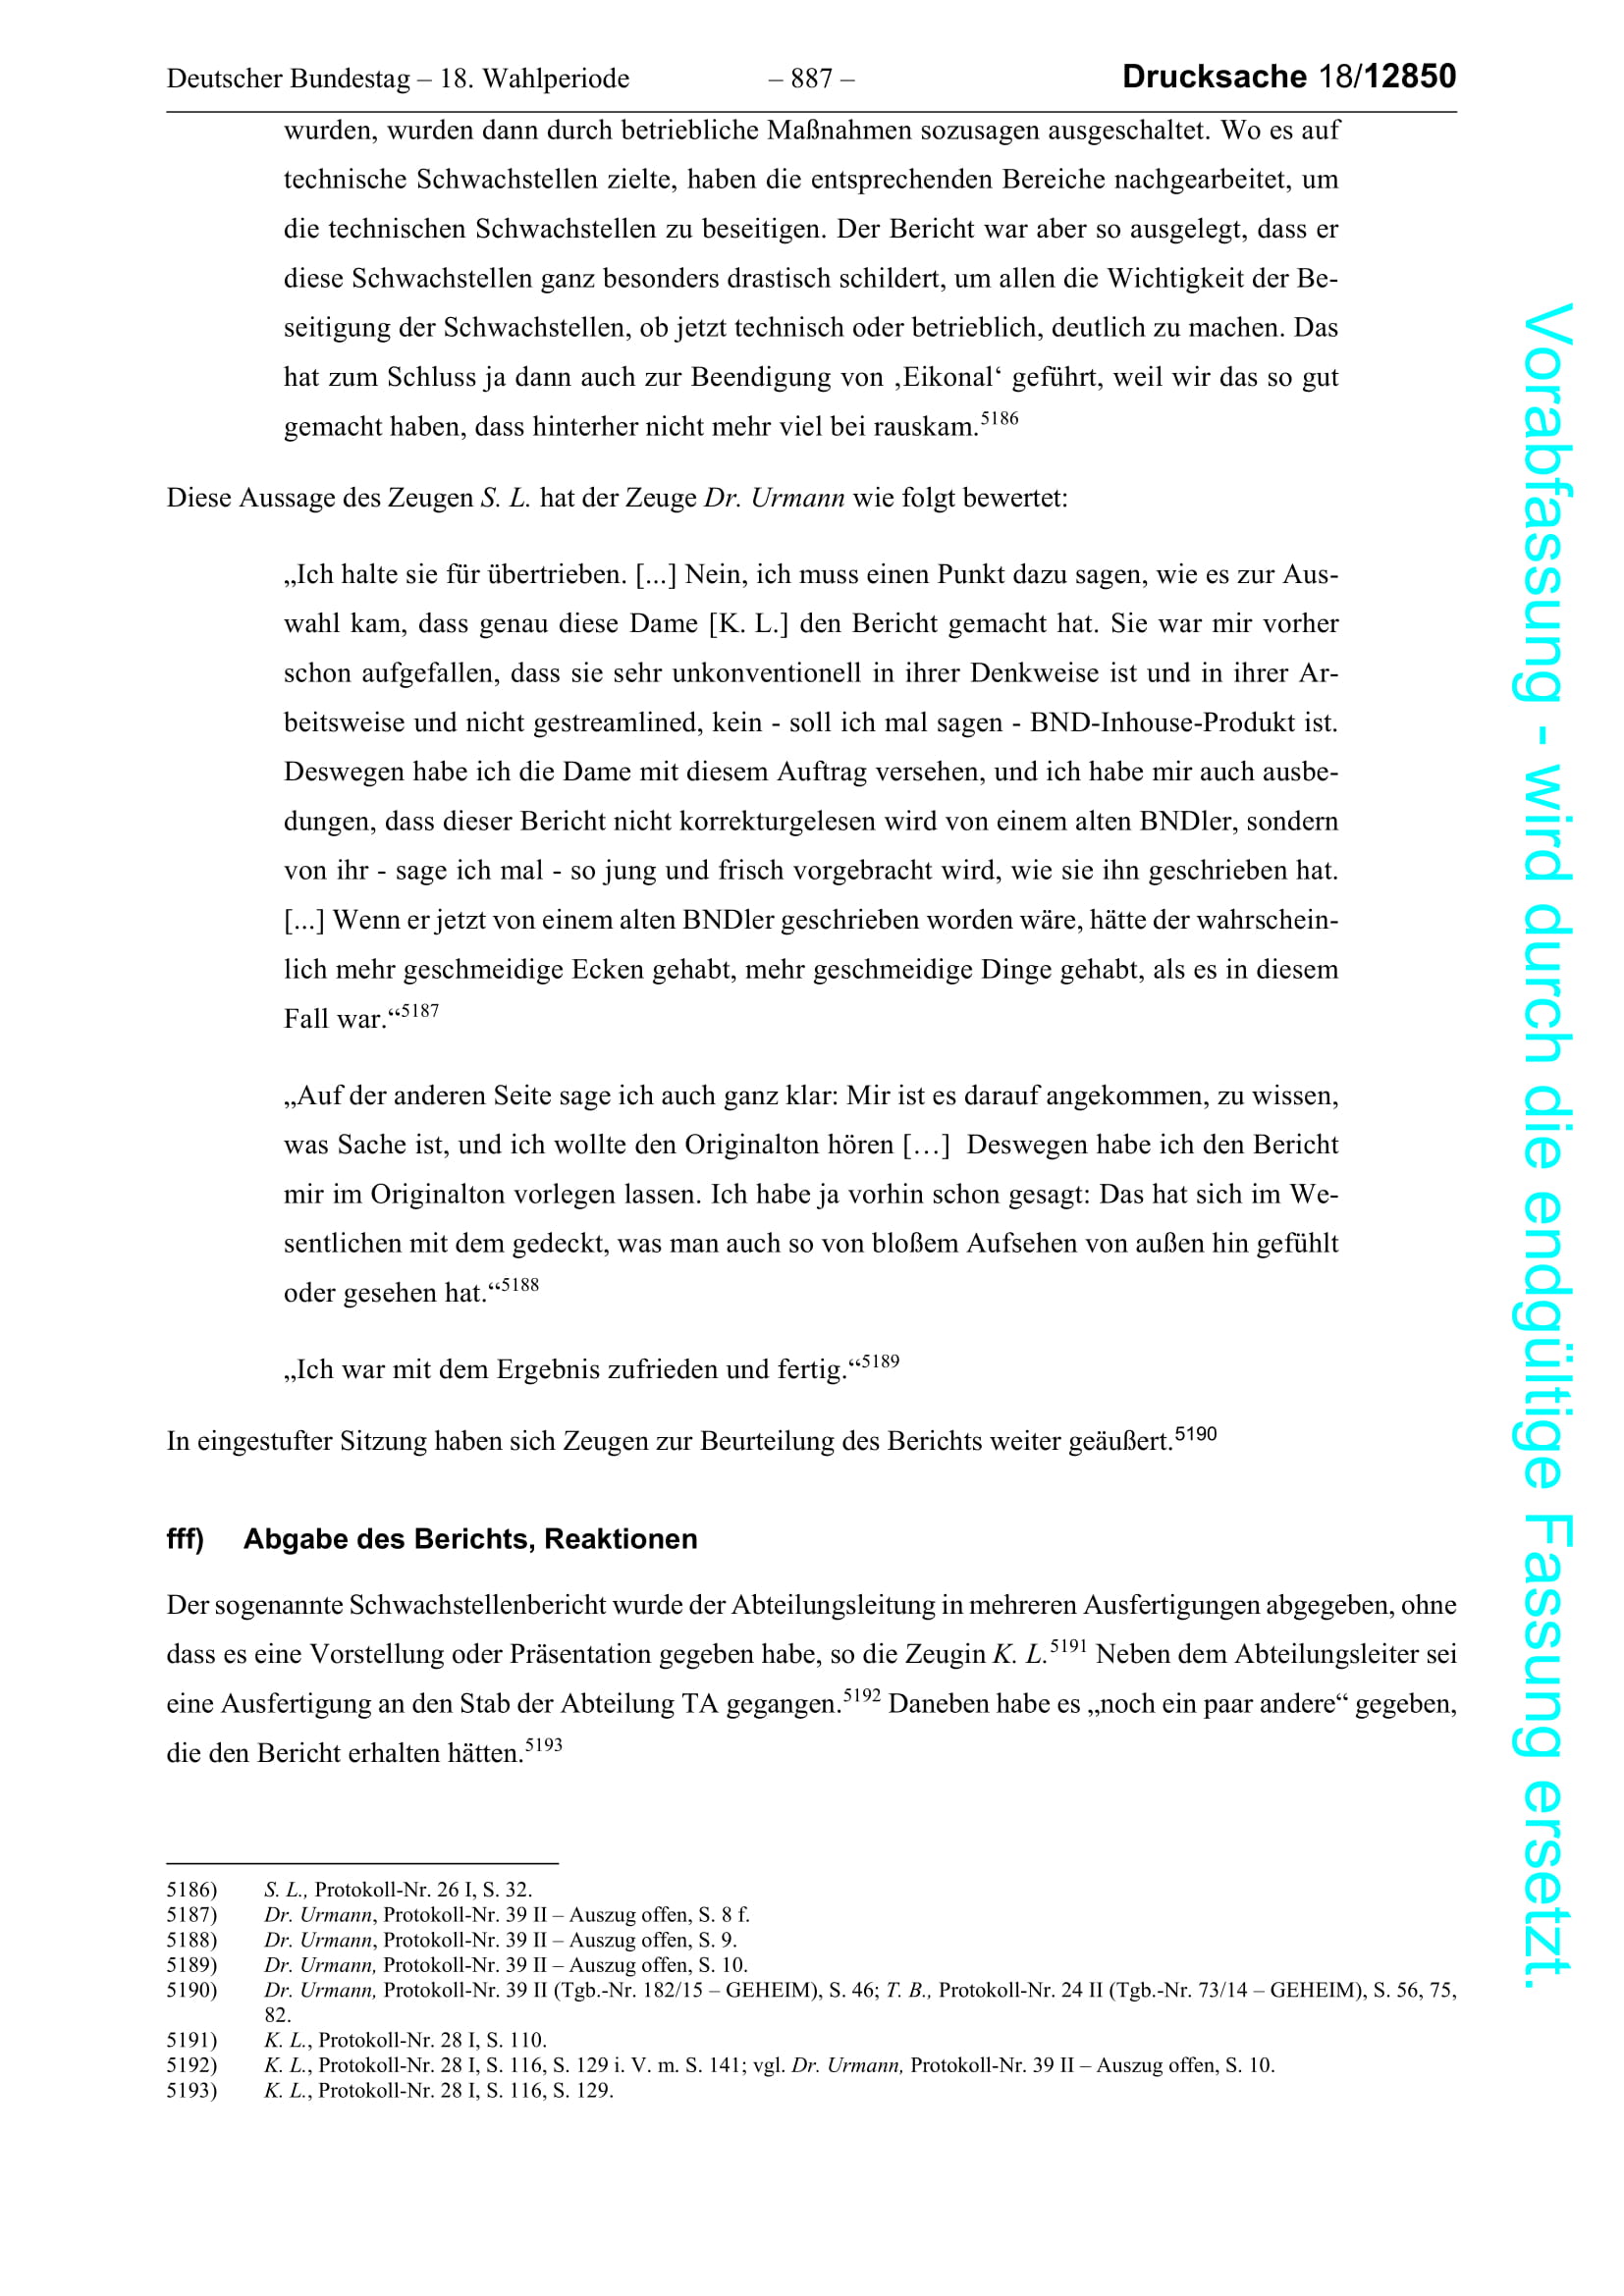 Deutscher Bundestag – 18. Wahlperiode – 887 – Drucksache 18/12850
wurden, wurden dann durch betriebliche Maßnahmen sozusagen ausgeschaltet. Wo es auf
technische Schwachstellen zielte, haben die entsprechenden Bereiche nachgearbeitet, um
die technischen Schwachstellen zu beseitigen. Der Bericht war aber so ausgelegt, dass er
diese Schwachstellen ganz besonders drastisch schildert, um allen die Wichtigkeit der Be-
seitigung der Schwachstellen, ob jetzt technisch oder betrieblich, deutlich zu machen. Das
hat zum Schluss ja dann auch zur Beendigung von ‚Eikonal‘ geführt, weil wir das so gut
gemacht haben, dass hinterher nicht mehr viel bei rauskam.5186
Diese Aussage des Zeugen S. L. hat der Zeuge Dr. Urmann wie folgt bewertet:
„Ich halte sie für übertrieben. [...] Nein, ich muss einen Punkt dazu sagen, wie es zur Aus-
wahl kam, dass genau diese Dame [K. L.] den Bericht gemacht hat. Sie war mir vorher
schon aufgefallen, dass sie sehr unkonventionell in ihrer Denkweise ist und in ihrer Ar-
beitsweise und nicht gestreamlined, kein - soll ich mal sagen - BND-Inhouse-Produkt ist.
Deswegen habe ich die Dame mit diesem Auftrag versehen, und ich habe mir auch ausbe-
dungen, dass dieser Bericht nicht korrekturgelesen wird von einem alten BNDler, sondern
von ihr - sage ich mal - so jung und frisch vorgebracht wird, wie sie ihn geschrieben hat.
[...] Wenn er jetzt von einem alten BNDler geschrieben worden wäre, hätte der wahrschein-
lich mehr geschmeidige Ecken gehabt, mehr geschmeidige Dinge gehabt, als es in diesem
Fall war.“5187
„Auf der anderen Seite sage ich auch ganz klar: Mir ist es darauf angekommen, zu wissen,
was Sache ist, und ich wollte den Originalton hören […] Deswegen habe ich den Bericht
mir im Originalton vorlegen lassen. Ich habe ja vorhin schon gesagt: Das hat sich im We-
sentlichen mit dem gedeckt, was man auch so von bloßem Aufsehen von außen hin gefühlt
oder gesehen hat.“5188
„Ich war mit dem Ergebnis zufrieden und fertig.“5189
In eingestufter Sitzung haben sich Zeugen zur Beurteilung des Berichts weiter geäußert.5190
fff) Abgabe des Berichts, Reaktionen
Der sogenannte Schwachstellenbericht wurde der Abteilungsleitung in mehreren Ausfertigungen abgegeben, ohne
dass es eine Vorstellung oder Präsentation gegeben habe, so die Zeugin K. L.5191 Neben dem Abteilungsleiter sei
eine Ausfertigung an den Stab der Abteilung TA gegangen.5192 Daneben habe es „noch ein paar andere“ gegeben,
die den Bericht erhalten hätten.5193
5186) S. L., Protokoll-Nr. 26 I, S. 32.
5187) Dr. Urmann, Protokoll-Nr. 39 II – Auszug offen, S. 8 f.
5188) Dr. Urmann, Protokoll-Nr. 39 II – Auszug offen, S. 9.
5189) Dr. Urmann, Protokoll-Nr. 39 II – Auszug offen, S. 10.
5190) Dr. Urmann, Protokoll-Nr. 39 II (Tgb.-Nr. 182/15 – GEHEIM), S. 46; T. B., Protokoll-Nr. 24 II (Tgb.-Nr. 73/14 – GEHEIM), S. 56, 75,
82.
5191) K. L., Protokoll-Nr. 28 I, S. 110.
5192) K. L., Protokoll-Nr. 28 I, S. 116, S. 129 i. V. m. S. 141; vgl. Dr. Urmann, Protokoll-Nr. 39 II – Auszug offen, S. 10.
5193) K. L., Protokoll-Nr. 28 I, S. 116, S. 129.
Vorabfassung - wird durch die endgültige Fassung ersetzt.